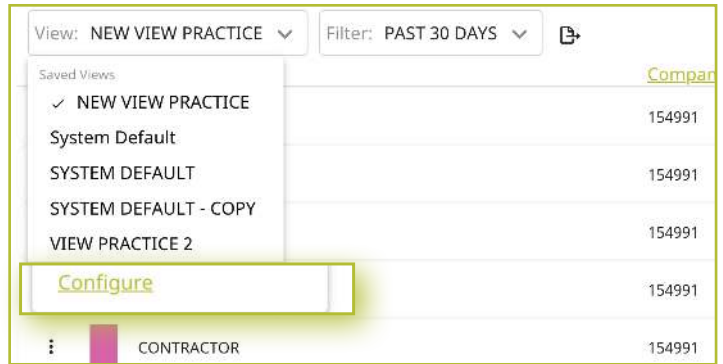 View: NEW VIEW PRACTICE Filter: PAST 30 DAYS
Saved Views
Compan
✓ NEW VIEW PRACTICE
154991
System Default
SYSTEM DEFAULT
154991
SYSTEM DEFAULT - COPY
154991
VIEW PRACTICE 2
Configure
154991
CONTRACTOR 154991